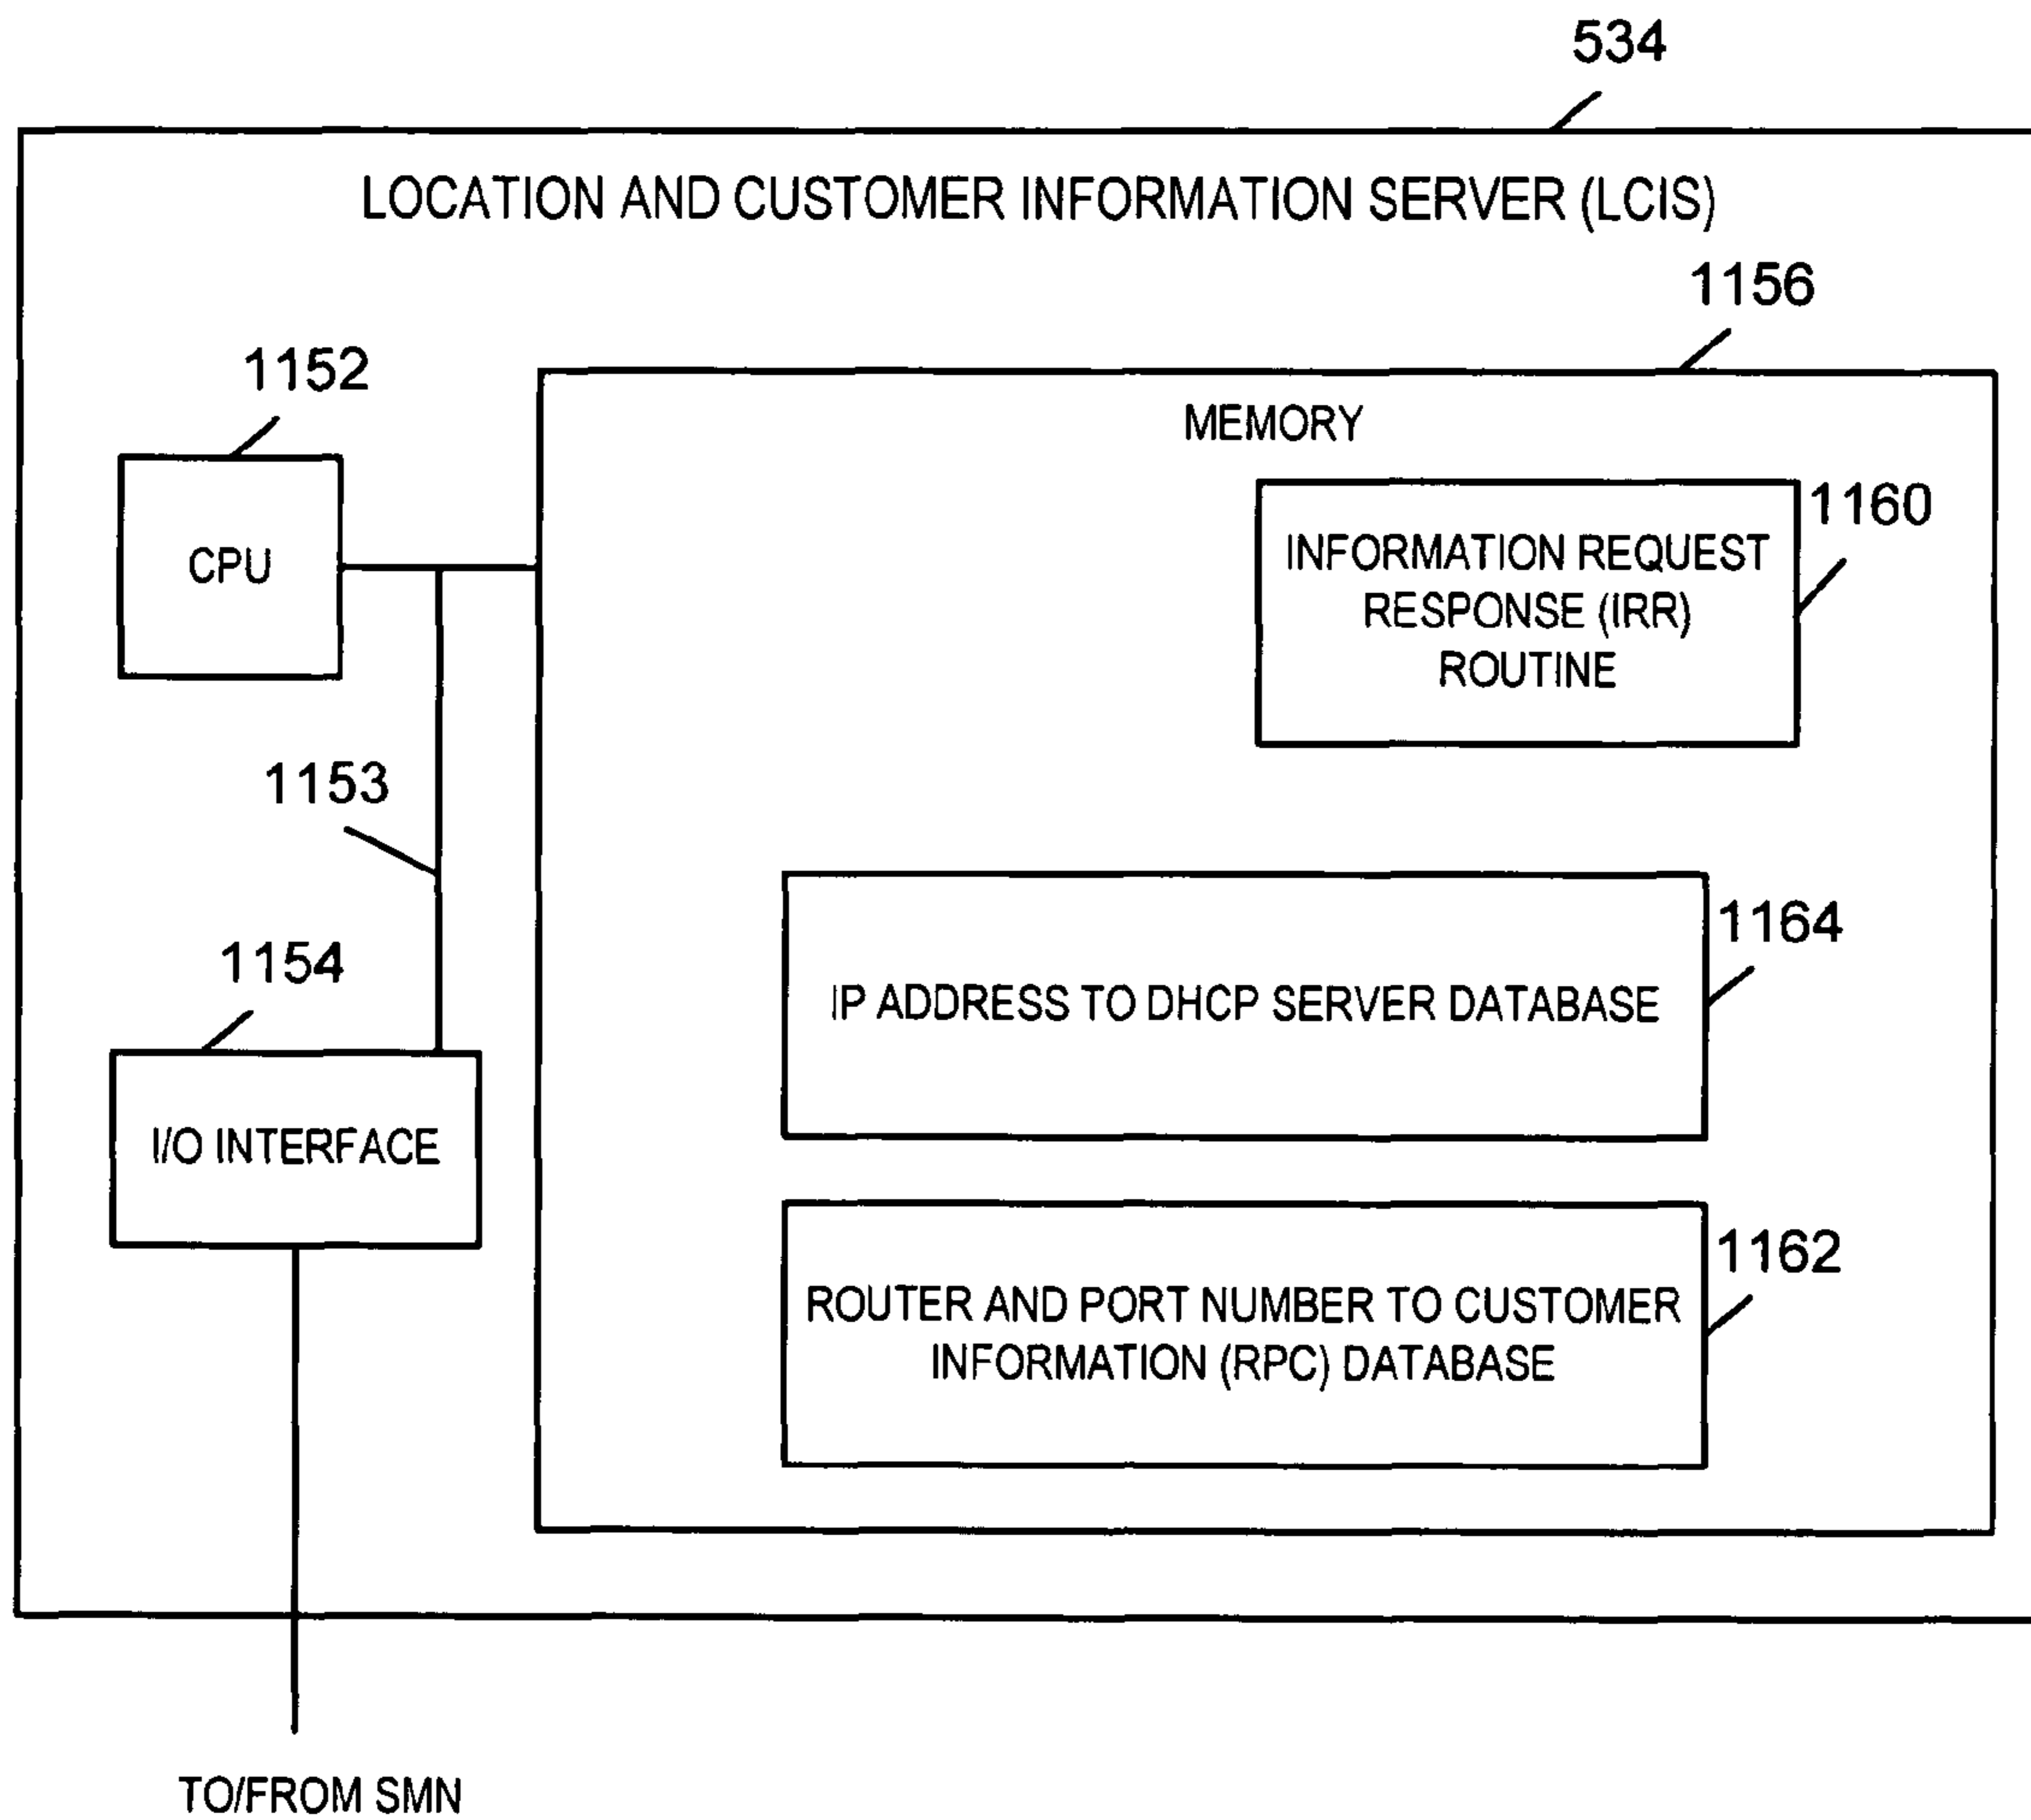 534
LOCATION AND CUSTOMER INFORMATION SERVER (LCIS)
1156
1152
MEMORY
1160
CPU
INFORMATION REQUEST
RESPONSE (IRR)
ROUTINE
1153
1164
1154
IP ADDRESS TO DHCP SERVER DATABASE
I/O INTERFACE
1162
ROUTER AND PORT NUMBER TO CUSTOMER
INFORMATION (RPC) DATABASE
TO/FROM SMN